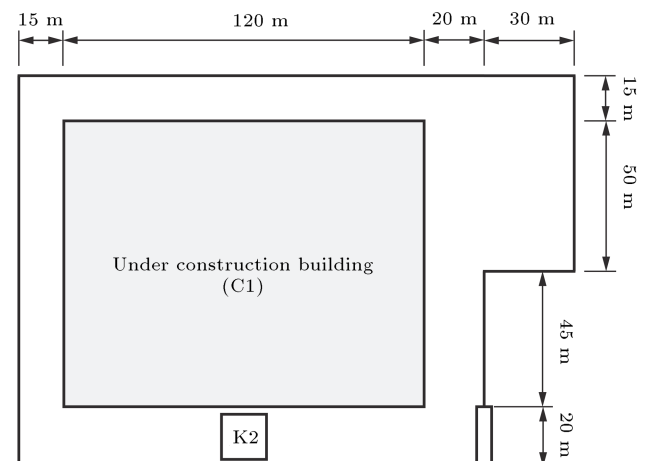 15 m
120 m
20 m
30 m
15 m
50 m
Under construction building
(C1)
45 m
20 m
K2